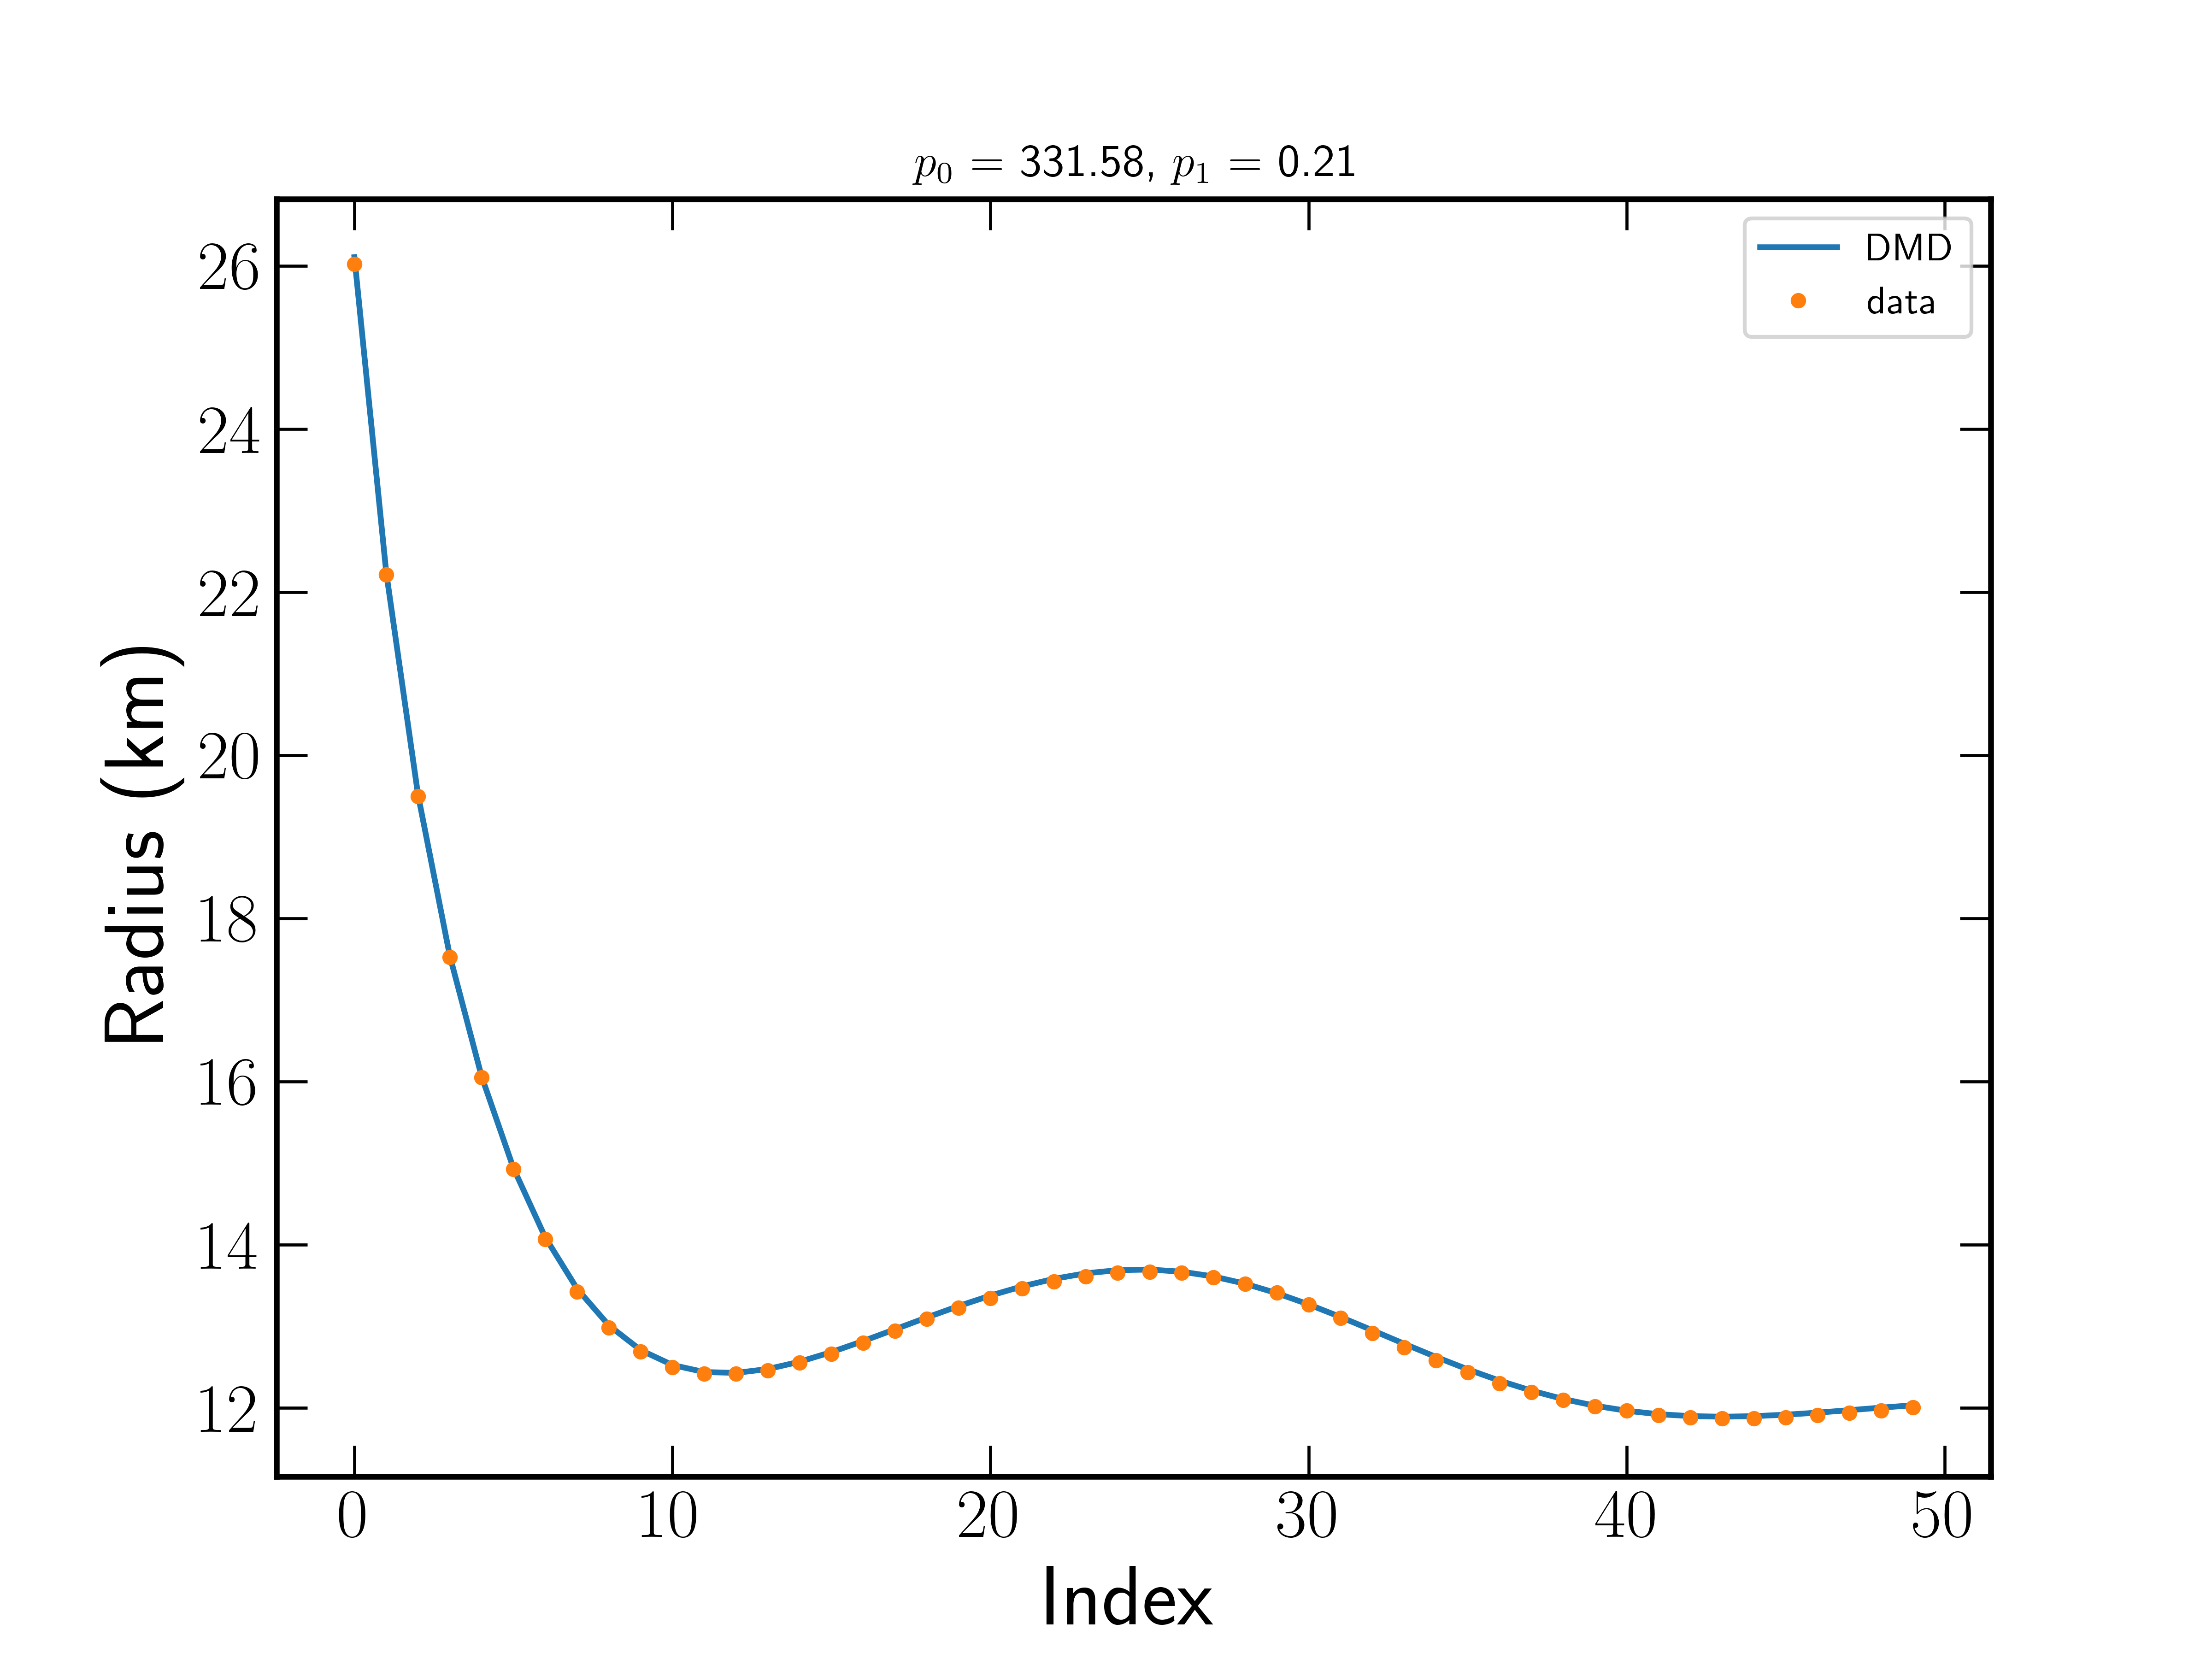 p₀ = 331.58, p₁ = 0.21
DMD
data
Radius (km)
26
24
22
20
18
16
14
12
0 10 20 30 40 50
Index